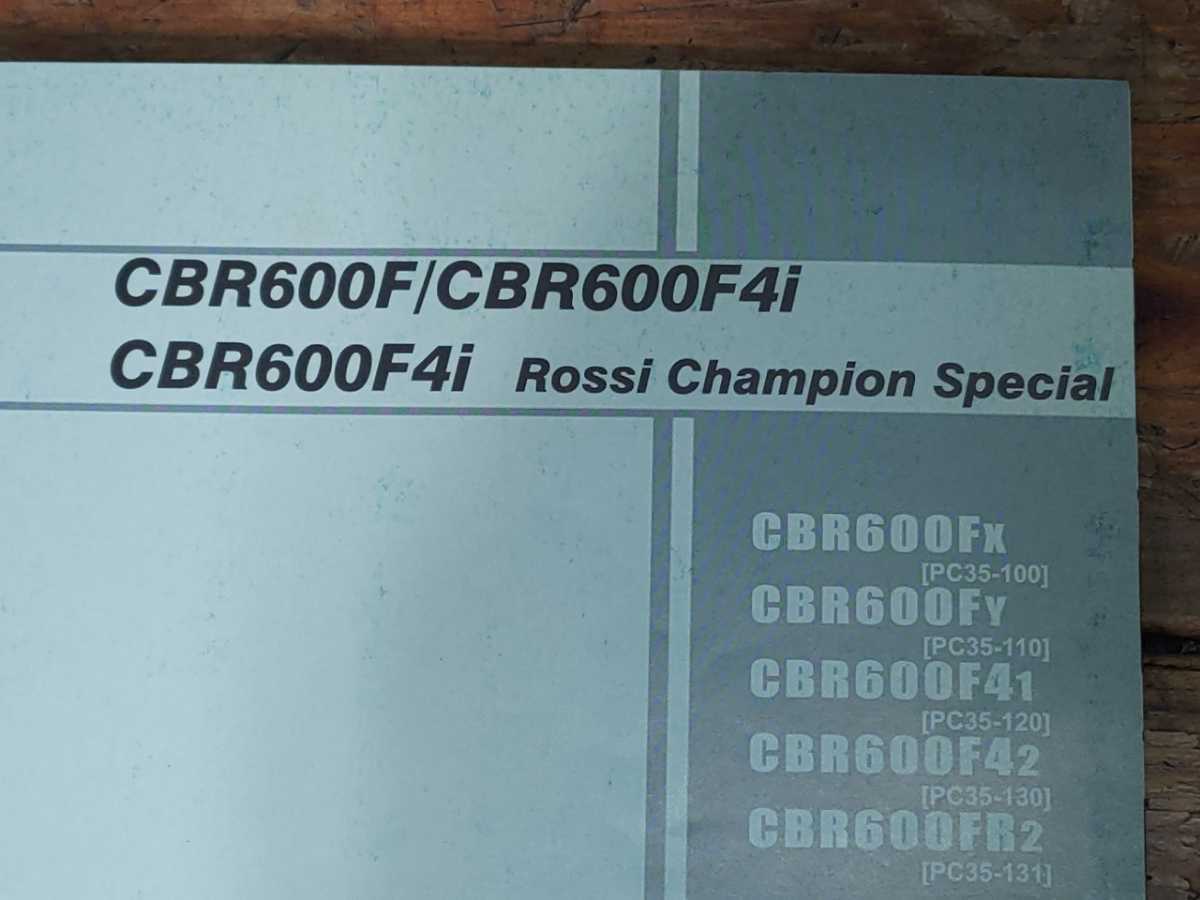 CBR600F/CBR600F4i
CBR600F4i Rossi Champion Special
CBR600FX
[PC35-100]
CBR600FY
[PC35-110]
CBR600F41
[PC35-120]
CBR600F42
[PC35-130]
CBR600FR2
[PC35-131]